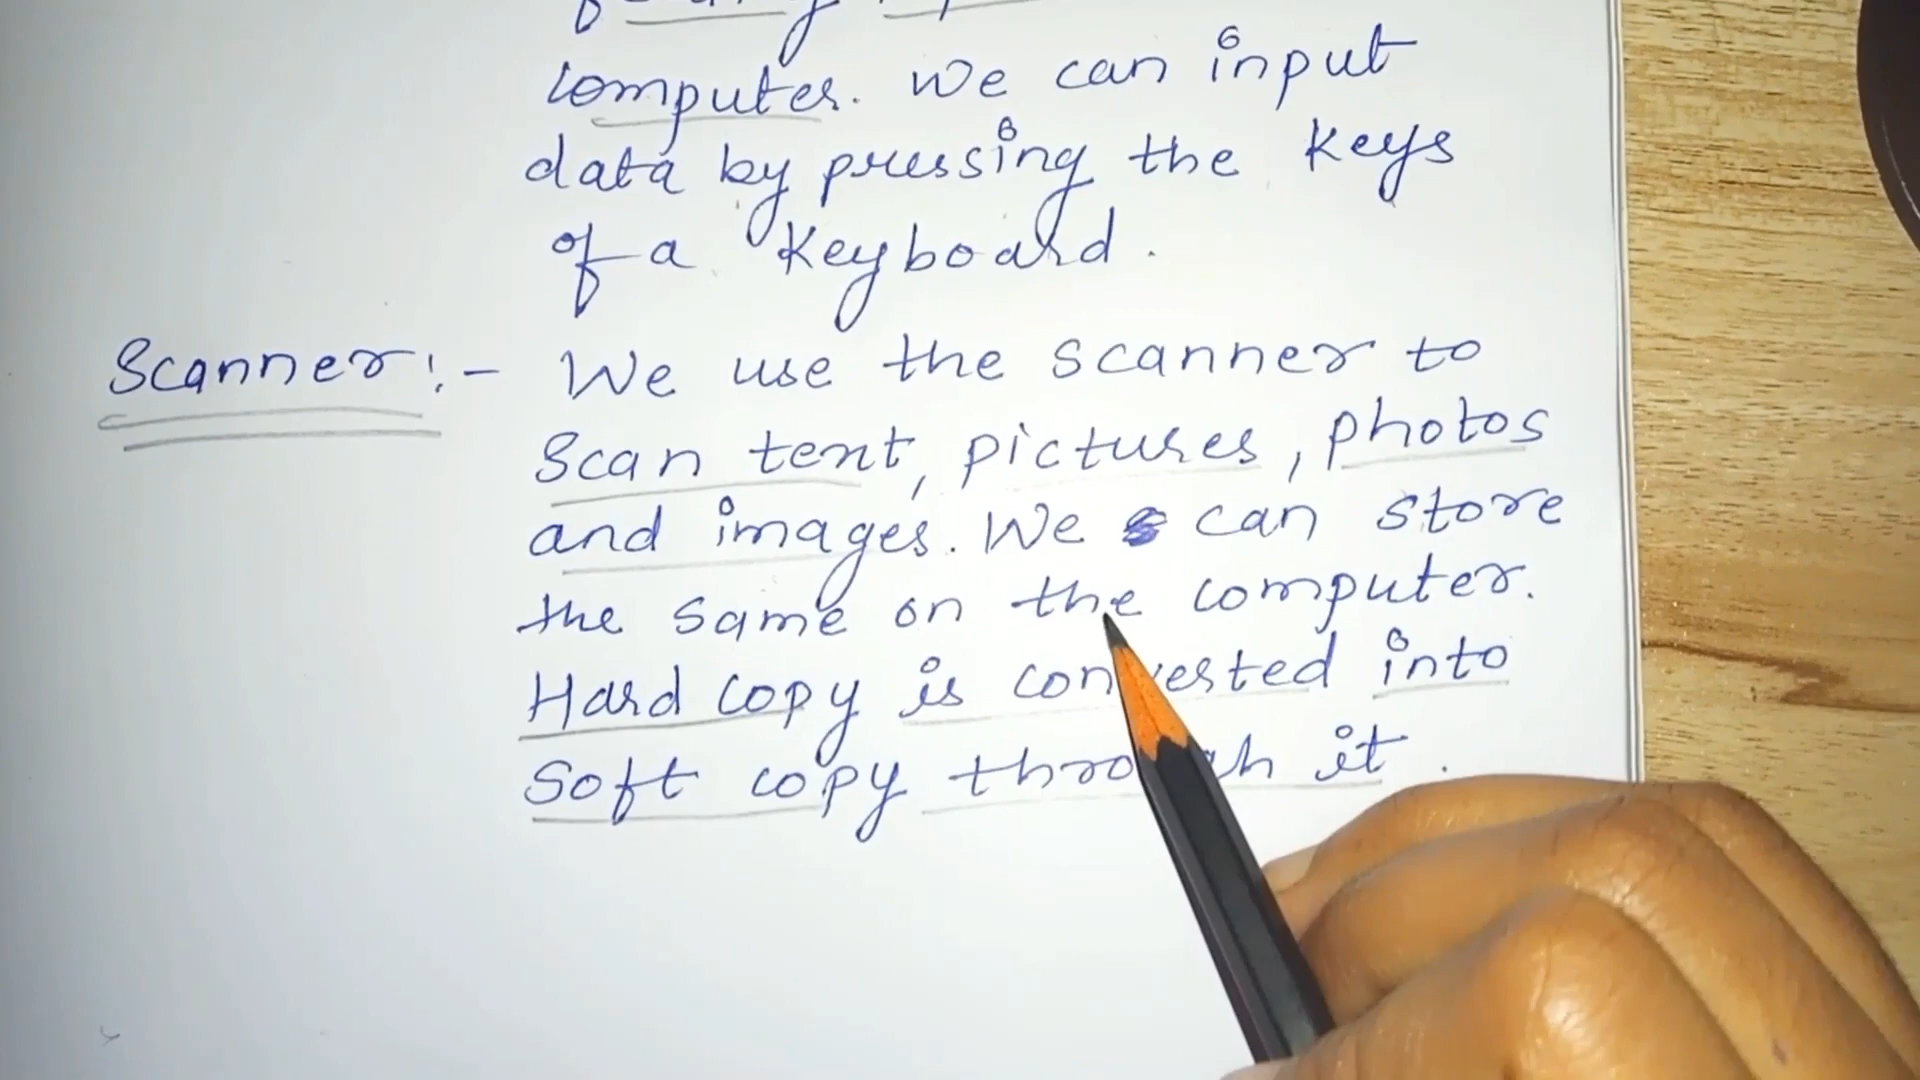 computer. We can input
data by pressing the keys
of a Keyboard.
Scanner:- We use the scanner to
Scan text, pictures, photos
and images. We can store
the same on the computer.
Hard copy is converted into
Soft copy through it.